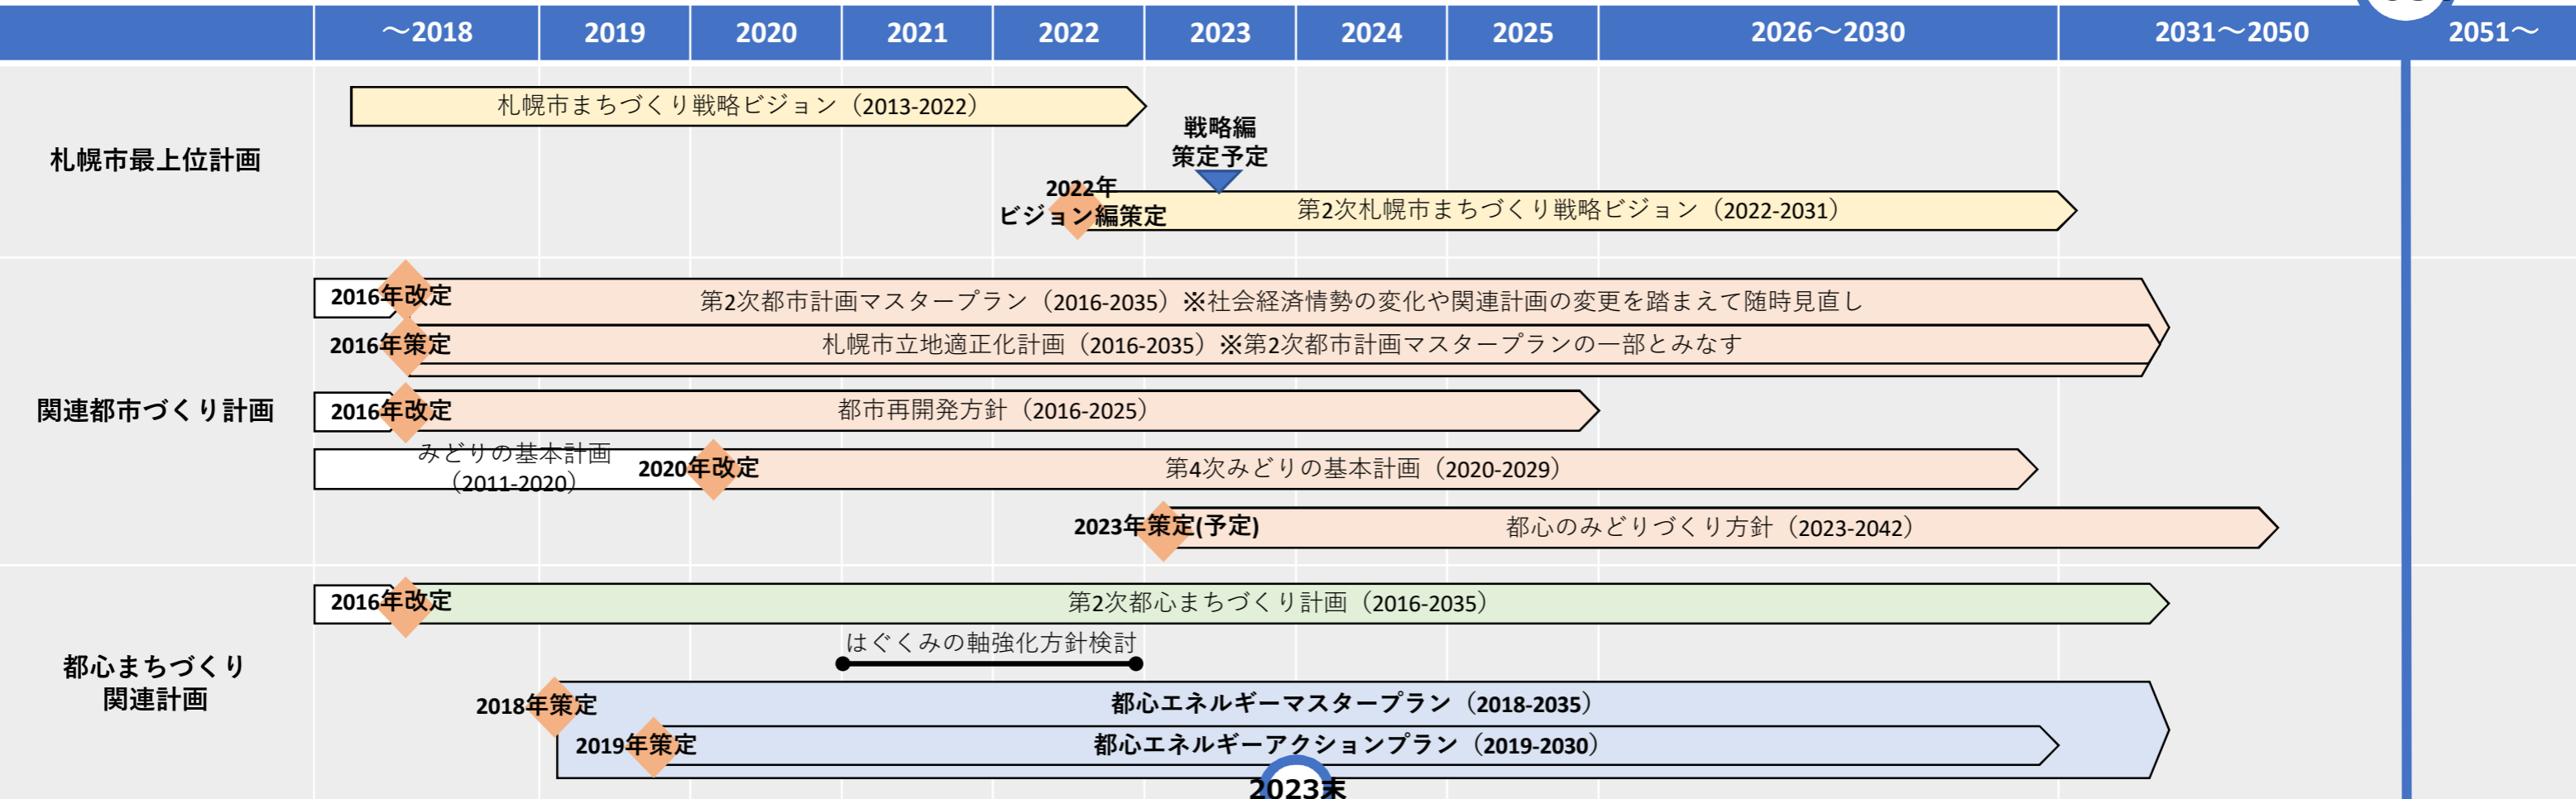 ～2018
2019
2020
2021
2022
2023
2024
2025
2026～2030
2031～2050
2051～
札幌市最上位計画
札幌市まちづくり戦略ビジョン（2013-2022）
戦略編
策定予定
2022年
ビジョン編策定
第2次札幌市まちづくり戦略ビジョン（2022-2031）
関連都市づくり計画
2016年改定
第2次都市計画マスタープラン（2016-2035）※社会経済情勢の変化や関連計画の変更を踏まえて随時見直し
2016年策定
札幌市立地適正化計画（2016-2035）※第2次都市計画マスタープランの一部とみなす
2016年改定
都市再開発方針（2016-2025）
みどりの基本計画
（2011-2020）
2020年改定
第4次みどりの基本計画（2020-2029）
2023年策定(予定)
都心のみどりづくり方針（2023-2042）
都心まちづくり
関連計画
2016年改定
第2次都心まちづくり計画（2016-2035）
はぐくみの軸強化方針検討
2018年策定
都心エネルギーマスタープラン（2018-2035）
2019年策定
都心エネルギーアクションプラン（2019-2030）
2023末